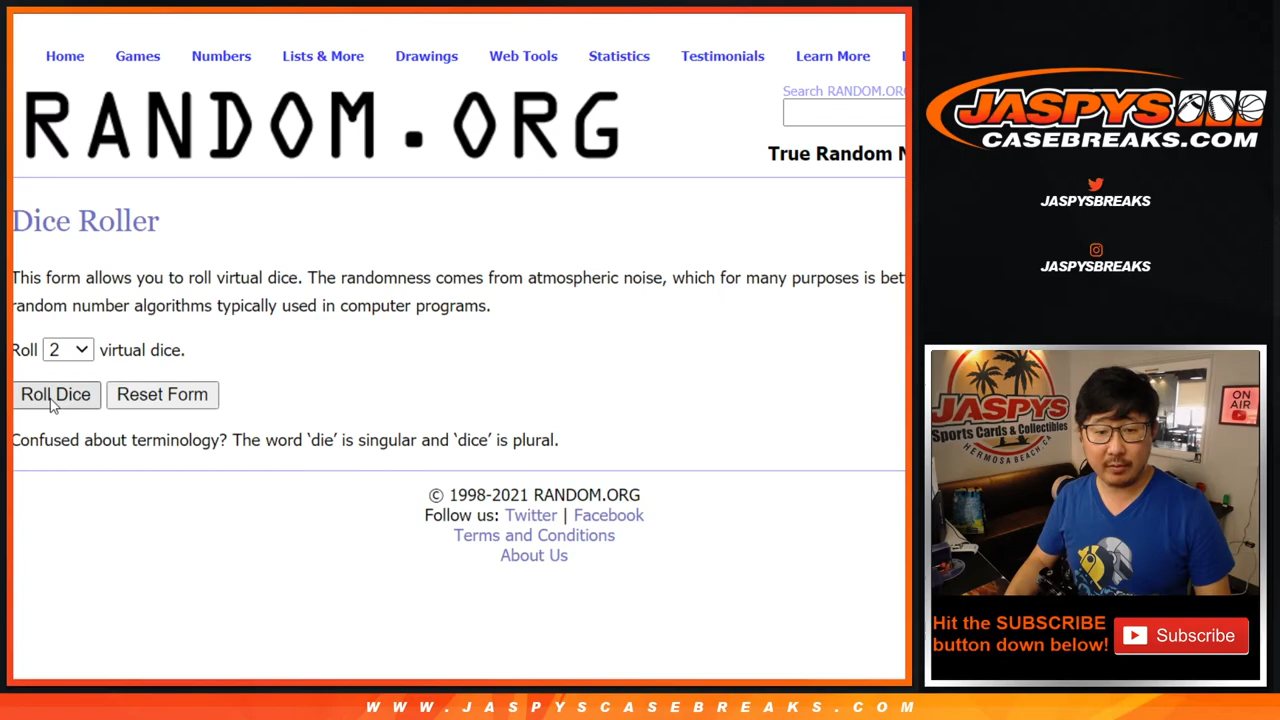 Home Games Numbers Lists & More Drawings Web Tools Statistics Testimonials Learn More
RANDOM.ORG
Search RANDOM.ORG
True Random N
Dice Roller
This form allows you to roll virtual dice. The randomness comes from atmospheric noise, which for many purposes is bet
random number algorithms typically used in computer programs.
Roll 2 virtual dice.
Roll Dice Reset Form
Confused about terminology? The word ‘die’ is singular and ‘dice’ is plural.
© 1998-2021 RANDOM.ORG
Follow us: Twitter | Facebook
Terms and Conditions
About Us
JASPYS
CASEBREAKS.COM
JASPYSBREAKS
JASPYSBREAKS
JASPYS
Sports Cards & Collectibles
HERMOSA BEACH, CA
ON
AIR
Hit the SUBSCRIBE
button down below!
Subscribe
WWW.JASPYSCASEBREAKS.COM